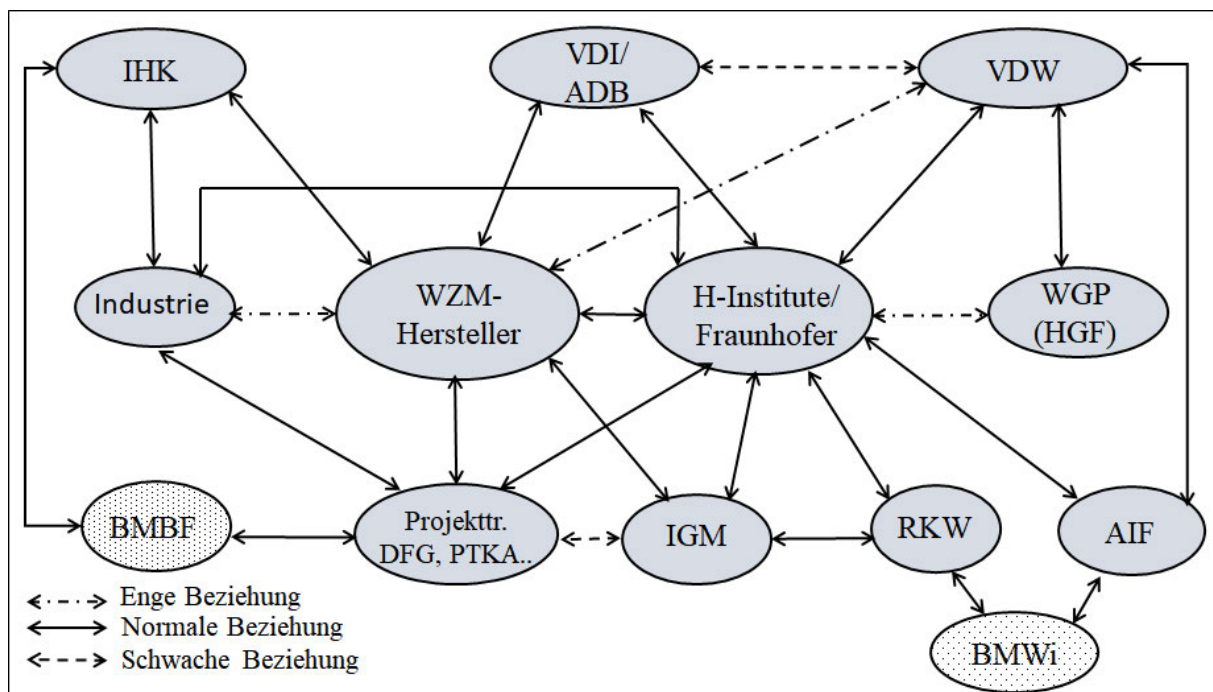 IHK
VDI/
ADB
VDW
Industrie
WZM-
Hersteller
H-Institute/
Fraunhofer
WGP
(HGF)
BMBF
Projekttr.
DFG, PTKA..
IGM
RKW
AIF
BMWi
Enge Beziehung
Normale Beziehung
Schwache Beziehung